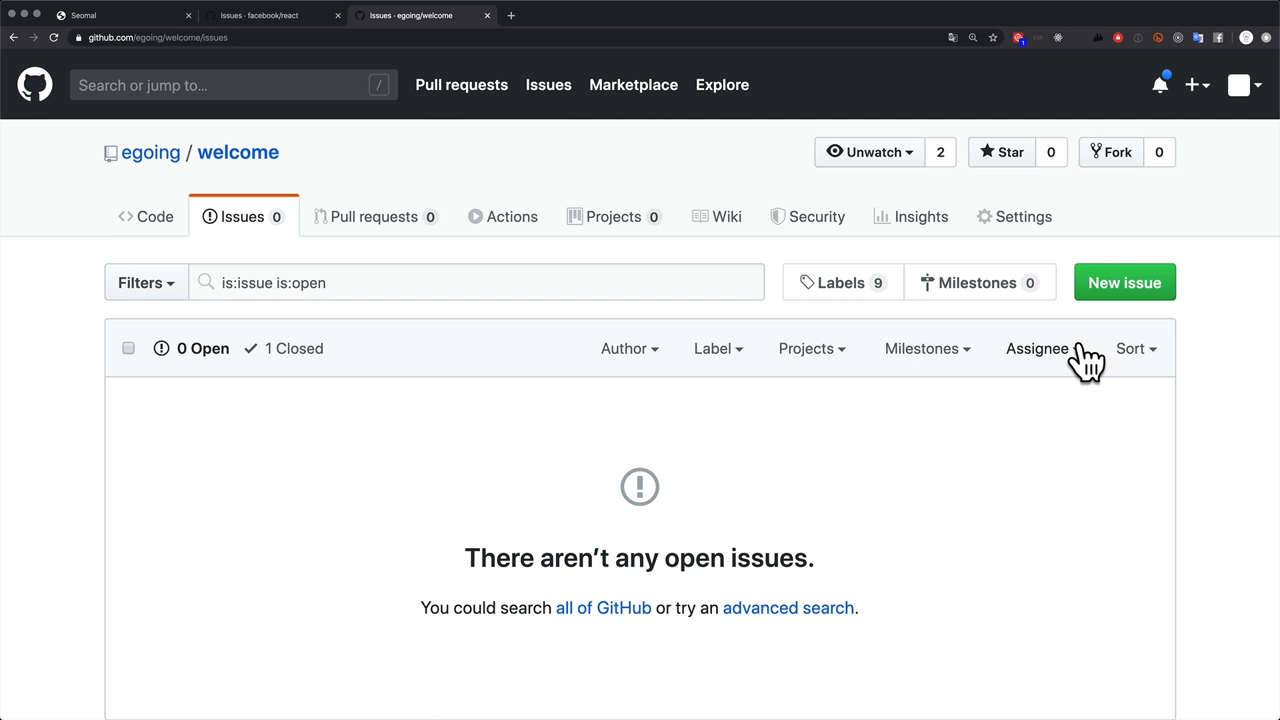 Seomal
Issues · facebook/react
Issues · egoing/welcome
github.com/egoing/welcome/issues
Search or jump to…
/
Pull requests
Issues
Marketplace
Explore
egoing / welcome
Unwatch 2
Star 0
Fork 0
Code
Issues 0
Pull requests 0
Actions
Projects 0
Wiki
Security
Insights
Settings
Filters
is:issue is:open
Labels 9
Milestones 0
New issue
0 Open
1 Closed
Author
Label
Projects
Milestones
Assignee
Sort
There aren’t any open issues.
You could search all of GitHub or try an advanced search.